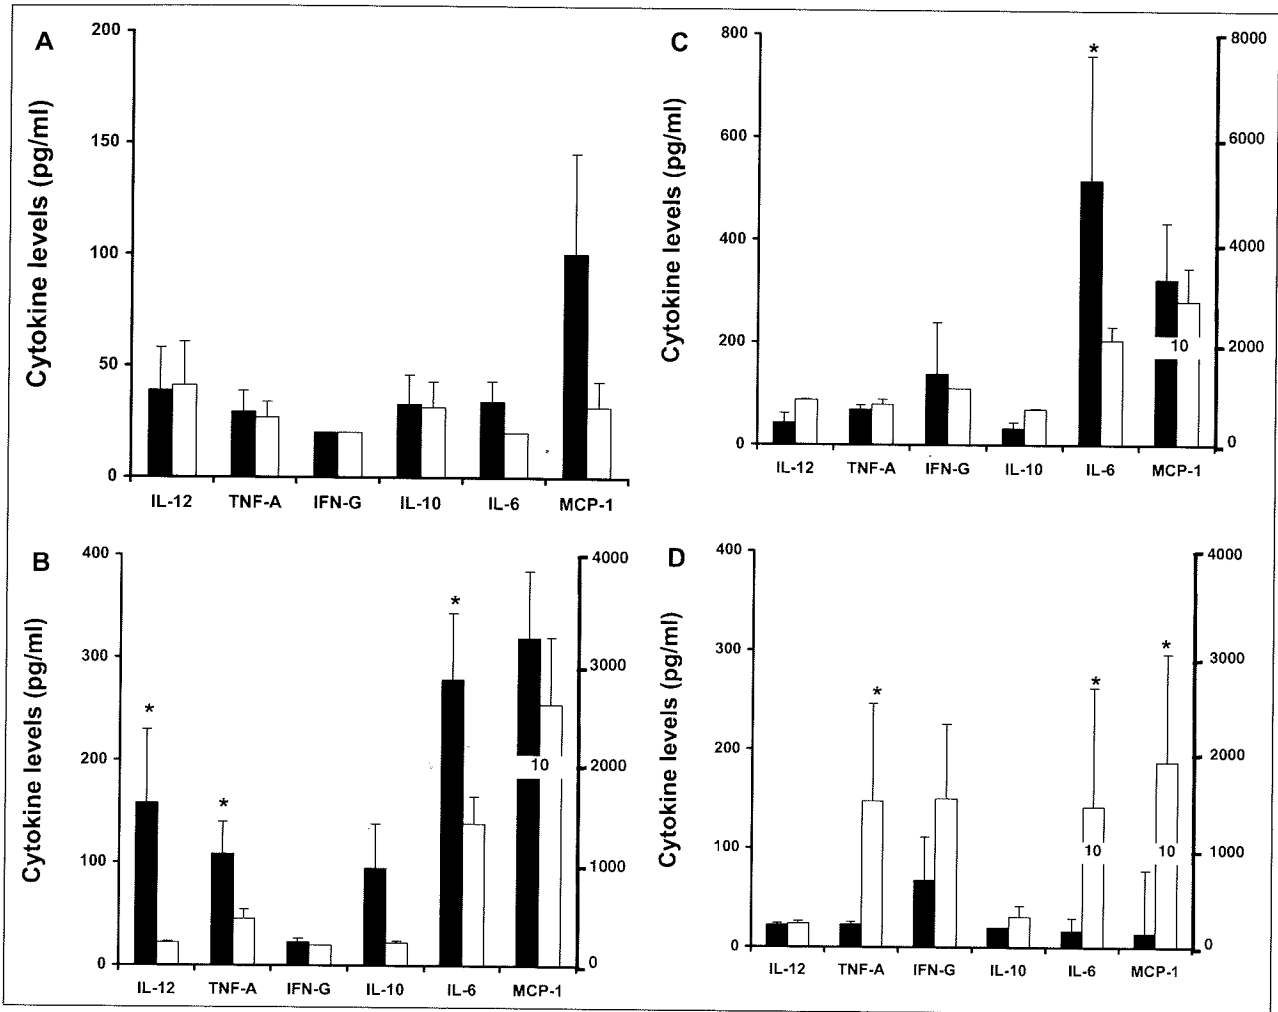 A
Cytokine levels (pg/ml)
200
150
100
50
0
IL-12 TNF-A IFN-G IL-10 IL-6 MCP-1
C
Cytokine levels (pg/ml)
800
600
400
200
0
*
10
8000
6000
4000
2000
0
IL-12 TNF-A IFN-G IL-10 IL-6 MCP-1
B
Cytokine levels (pg/ml)
400
300
200
100
0
* * *
10
4000
3000
2000
1000
0
IL-12 TNF-A IFN-G IL-10 IL-6 MCP-1
D
Cytokine levels (pg/ml)
400
300
200
100
0
* * *
10 10
4000
3000
2000
1000
0
IL-12 TNF-A IFN-G IL-10 IL-6 MCP-1